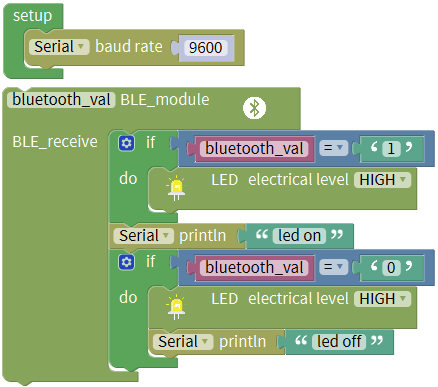 setup
Serial baud rate 9600
bluetooth_val BLE_module
BLE_receive if bluetooth_val = ‘ 1 ’
do LED electrical level HIGH
Serial println “ led on ”
if bluetooth_val = ‘ 0 ’
do LED electrical level HIGH
Serial println “ led off ”